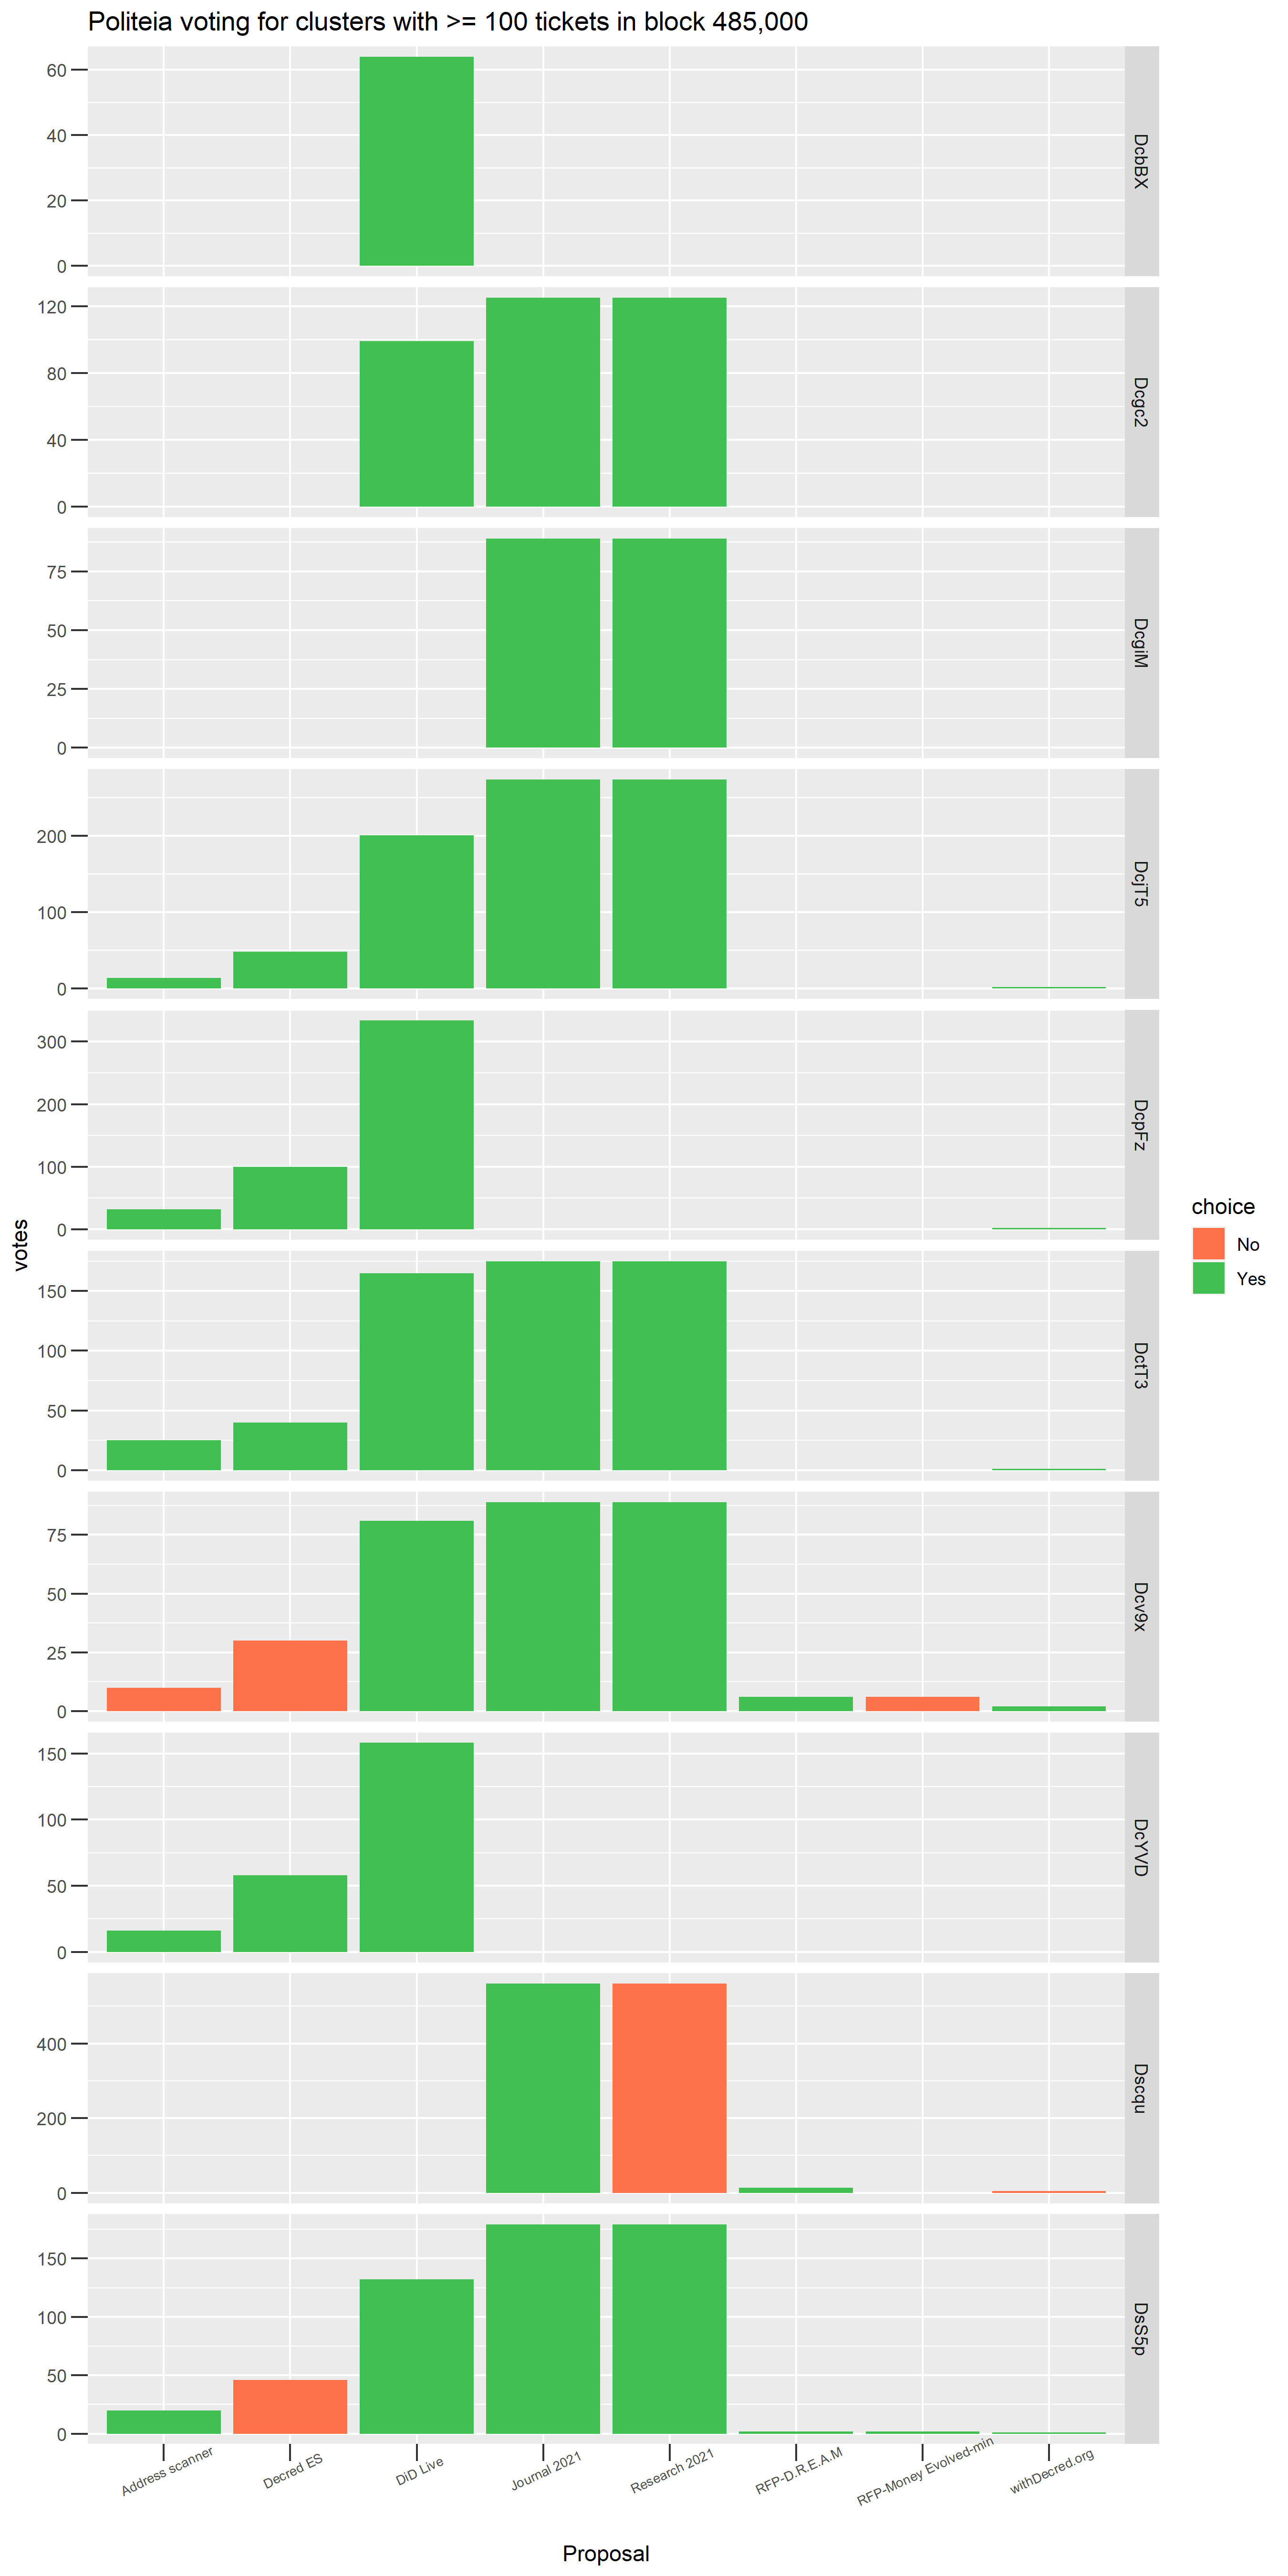 Politeia voting for clusters with >= 100 tickets in block 485,000
60
40
20
0
DcbBX
120
80
40
0
Dcgc2
75
50
25
0
DcgiM
200
100
0
DcjT5
300
200
100
0
DcpFz
150
100
50
0
DctT3
75
50
25
0
Dcv9x
150
100
50
0
DcYVD
400
200
0
Dscqu
150
100
50
0
DsS5p
votes
choice
No
Yes
Address scanner
Decred ES
DiD Live
Journal 2021
Research 2021
RFP-D.R.E.A.M
RFP-Money Evolved-min
withDecred.org
Proposal